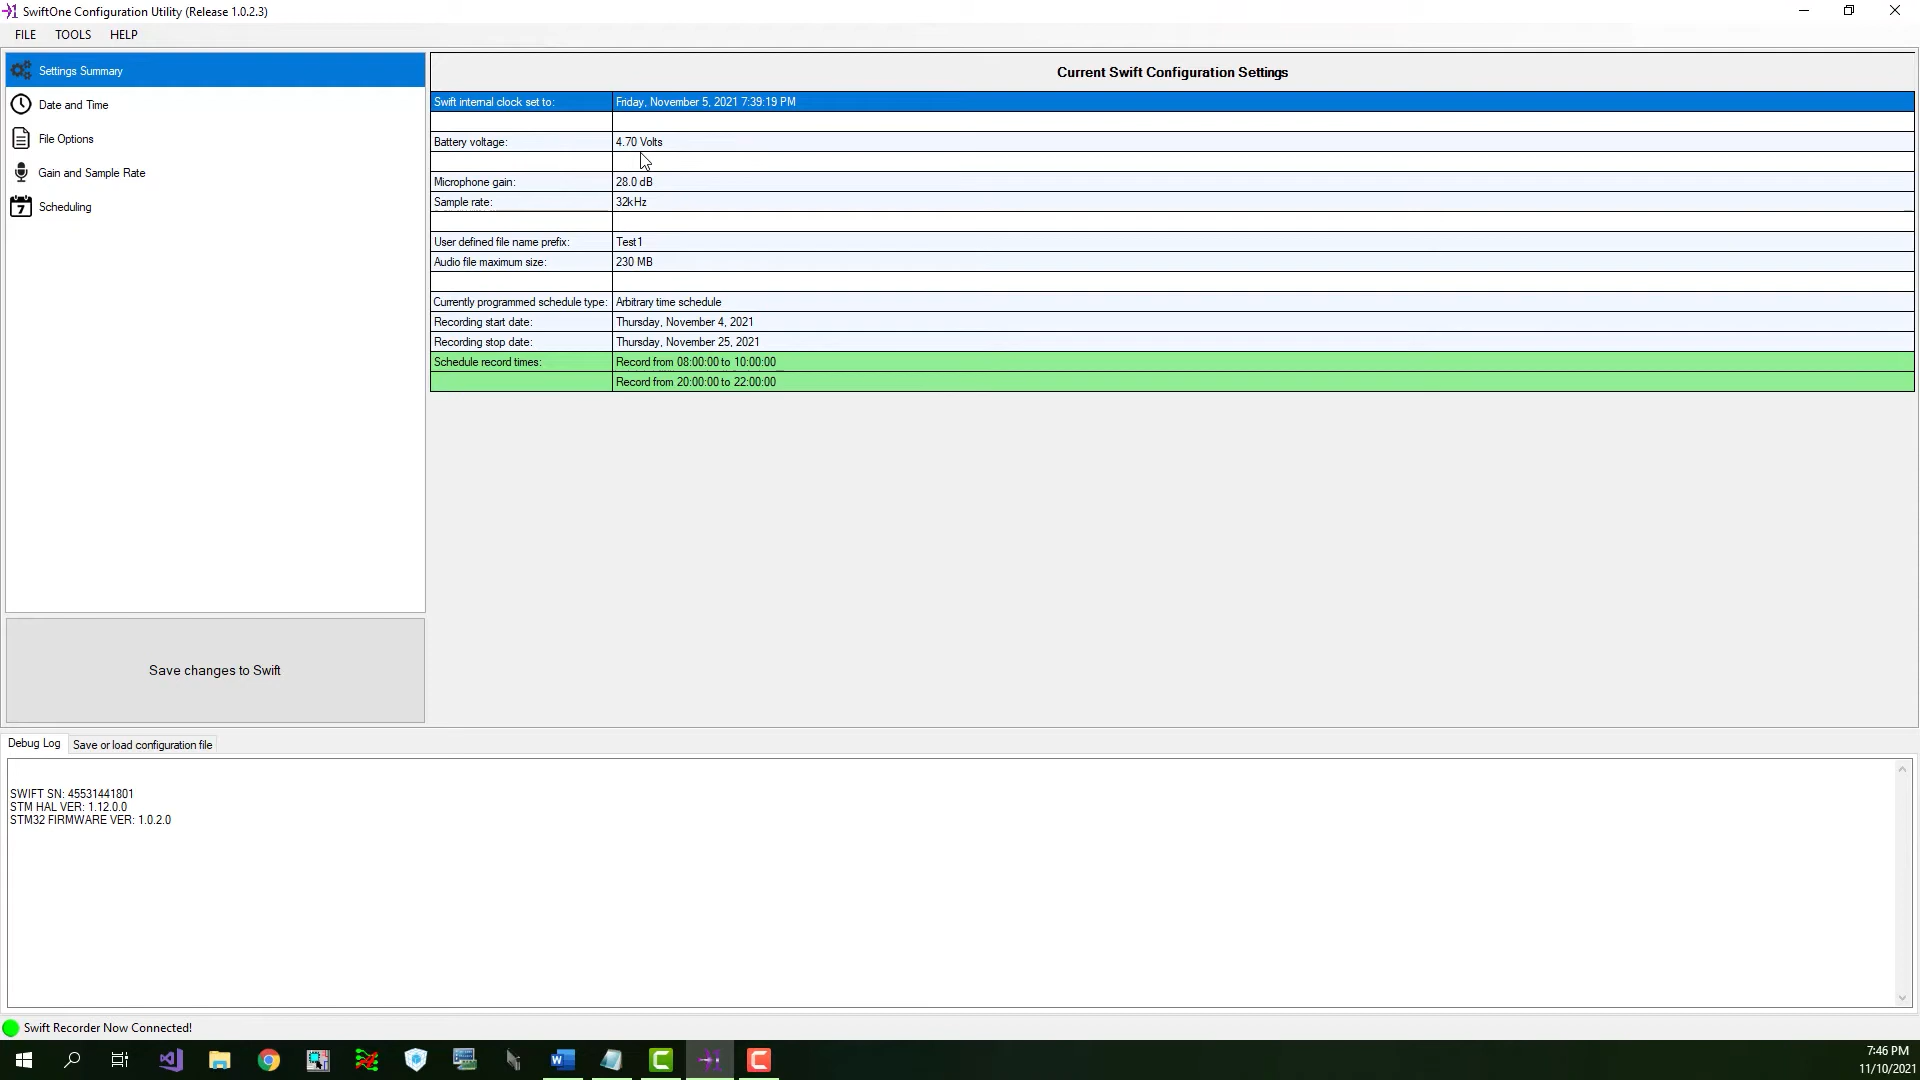 SwiftOne Configuration Utility (Release 1.0.2.3)
FILE TOOLS HELP
Settings Summary
Date and Time
File Options
Gain and Sample Rate
7 Scheduling
Save changes to Swift
Current Swift Configuration Settings
Swift internal clock set to: Friday, November 5, 2021 7:39:19 PM
Battery voltage: 4.70 Volts
Microphone gain: 28.0 dB
Sample rate: 32kHz
User defined file name prefix: Test1
Audio file maximum size: 230 MB
Currently programmed schedule type: Arbitrary time schedule
Recording start date: Thursday, November 4, 2021
Recording stop date: Thursday, November 25, 2021
Schedule record times: Record from 08:00:00 to 10:00:00
Record from 20:00:00 to 22:00:00
Debug Log Save or load configuration file
SWIFT SN: 45531441801
STM HAL VER: 1.12.0.0
STM32 FIRMWARE VER: 1.0.2.0
Swift Recorder Now Connected!
7:46 PM
11/10/2021